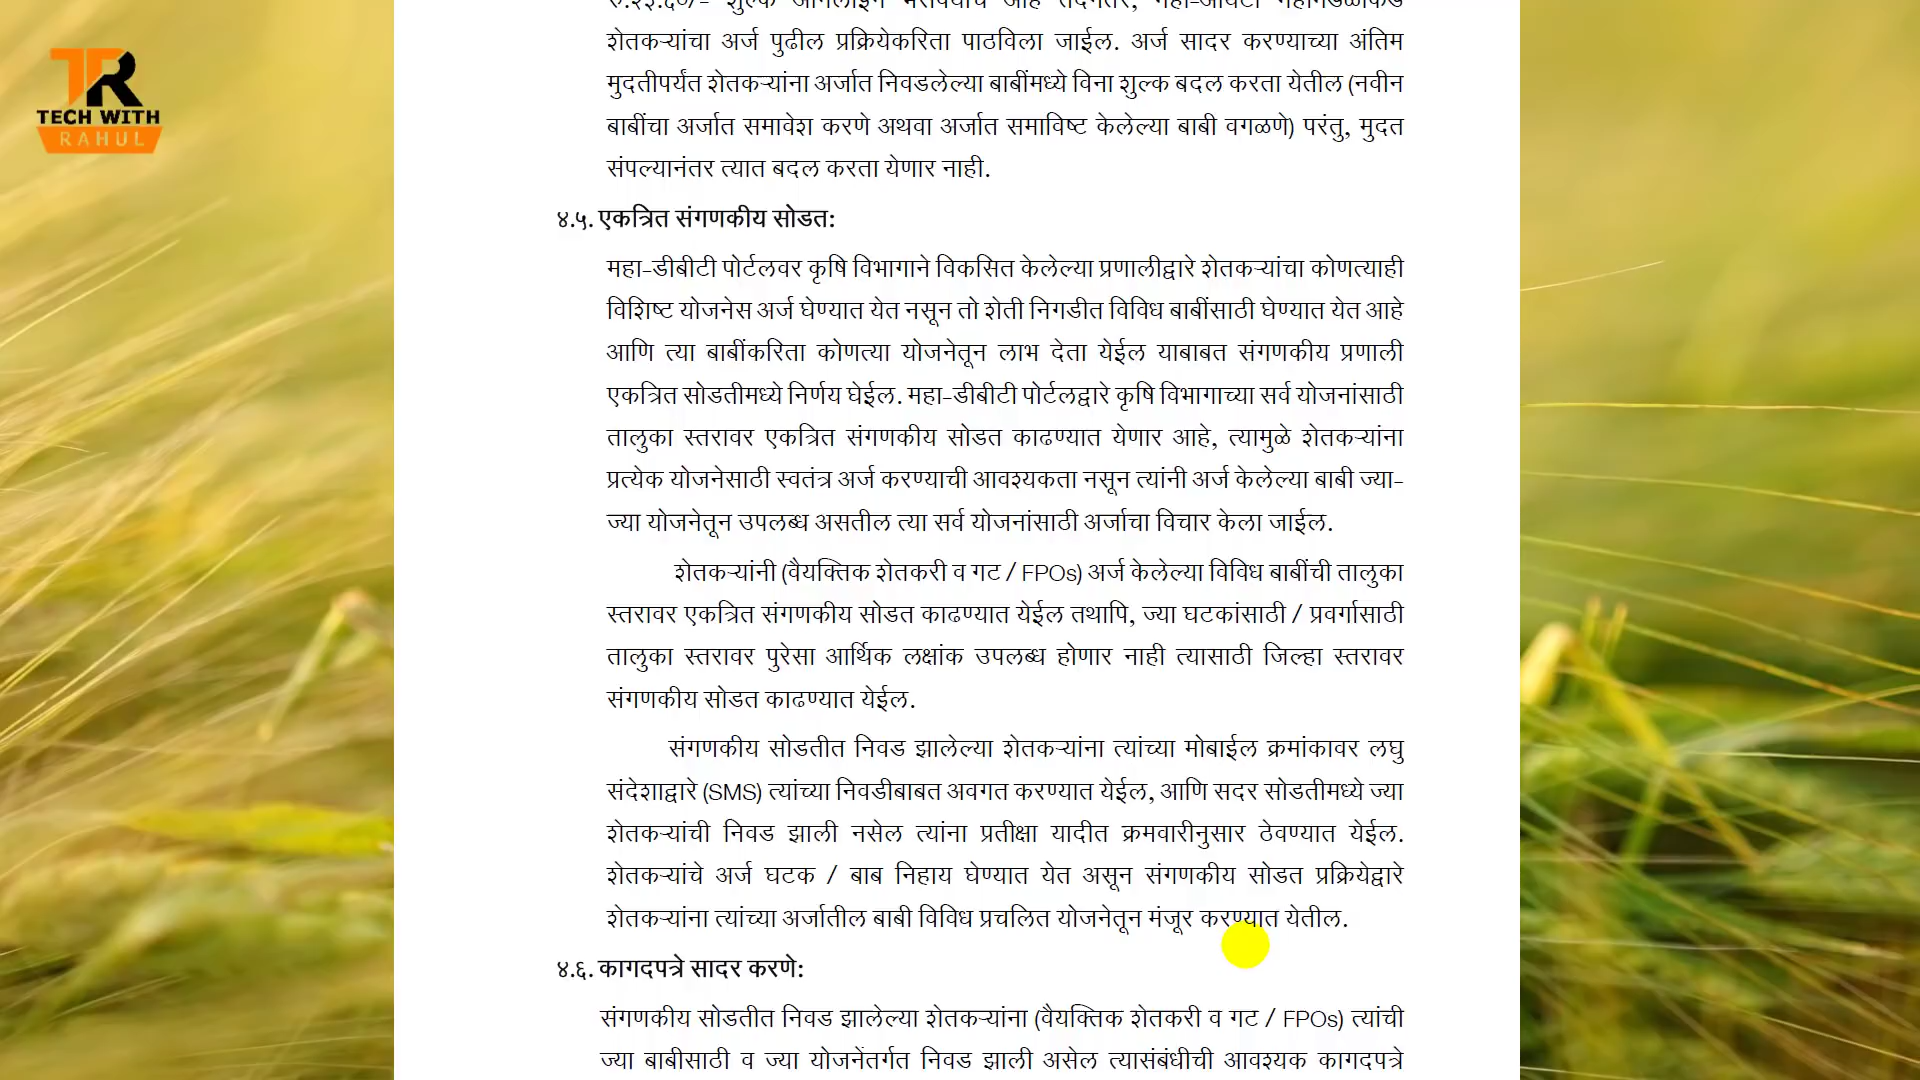 TR
TECH WITH
RAHUL
रु.२३.६०/- शुल्क ऑनलाईन
शेतकऱ्यांचा अर्ज पुढील प्रक्रियेकरिता पाठविला जाईल. अर्ज सादर करण्याच्या अंतिम
मुदतीपर्यंत शेतकऱ्यांना अर्जात निवडलेल्या बाबींमध्ये विना शुल्क बदल करता येतील (नवीन
बाबींचा अर्जात समावेश करणे अथवा अर्जात समाविष्ट केलेल्या बाबी वगळणे) परंतु, मुदत
संपल्यानंतर त्यात बदल करता येणार नाही.
४.५. एकत्रित संगणकीय सोडत:
महा-डीबीटी पोर्टलवर कृषि विभागाने विकसित केलेल्या प्रणालीद्वारे शेतकऱ्यांचा कोणत्याही
विशिष्ट योजनेस अर्ज घेण्यात येत नसून तो शेती निगडीत विविध बाबींसाठी घेण्यात येत आहे
आणि त्या बाबींकरिता कोणत्या योजनेतून लाभ देता येईल याबाबत संगणकीय प्रणाली
एकत्रित सोडतीमध्ये निर्णय घेईल. महा-डीबीटी पोर्टलद्वारे कृषि विभागाच्या सर्व योजनांसाठी
तालुका स्तरावर एकत्रित संगणकीय सोडत काढण्यात येणार आहे, त्यामुळे शेतकऱ्यांना
प्रत्येक योजनेसाठी स्वतंत्र अर्ज करण्याची आवश्यकता नसून त्यांनी अर्ज केलेल्या बाबी ज्या-
ज्या योजनेतून उपलब्ध असतील त्या सर्व योजनांसाठी अर्जाचा विचार केला जाईल.
शेतकऱ्यांनी (वैयक्तिक शेतकरी व गट / FPOs) अर्ज केलेल्या विविध बाबींची तालुका
स्तरावर एकत्रित संगणकीय सोडत काढण्यात येईल तथापि, ज्या घटकांसाठी / प्रवर्गासाठी
तालुका स्तरावर पुरेसा आर्थिक लक्षांक उपलब्ध होणार नाही त्यासाठी जिल्हा स्तरावर
संगणकीय सोडत काढण्यात येईल.
संगणकीय सोडतीत निवड झालेल्या शेतकऱ्यांना त्यांच्या मोबाईल क्रमांकावर लघु
संदेशाद्वारे (SMS) त्यांच्या निवडीबाबत अवगत करण्यात येईल, आणि सदर सोडतीमध्ये ज्या
शेतकऱ्यांची निवड झाली नसेल त्यांना प्रतीक्षा यादीत क्रमवारीनुसार ठेवण्यात येईल.
शेतकऱ्यांचे अर्ज घटक / बाब निहाय घेण्यात येत असून संगणकीय सोडत प्रक्रियेद्वारे
शेतकऱ्यांना त्यांच्या अर्जातील बाबी विविध प्रचलित योजनेतून मंजूर करण्यात येतील.
४.६. कागदपत्रे सादर करणे:
संगणकीय सोडतीत निवड झालेल्या शेतकऱ्यांना (वैयक्तिक शेतकरी व गट / FPOs) त्यांची
ज्या बाबीसाठी व ज्या योजनेंतर्गत निवड झाली असेल त्यासंबंधीची आवश्यक कागदपत्रे